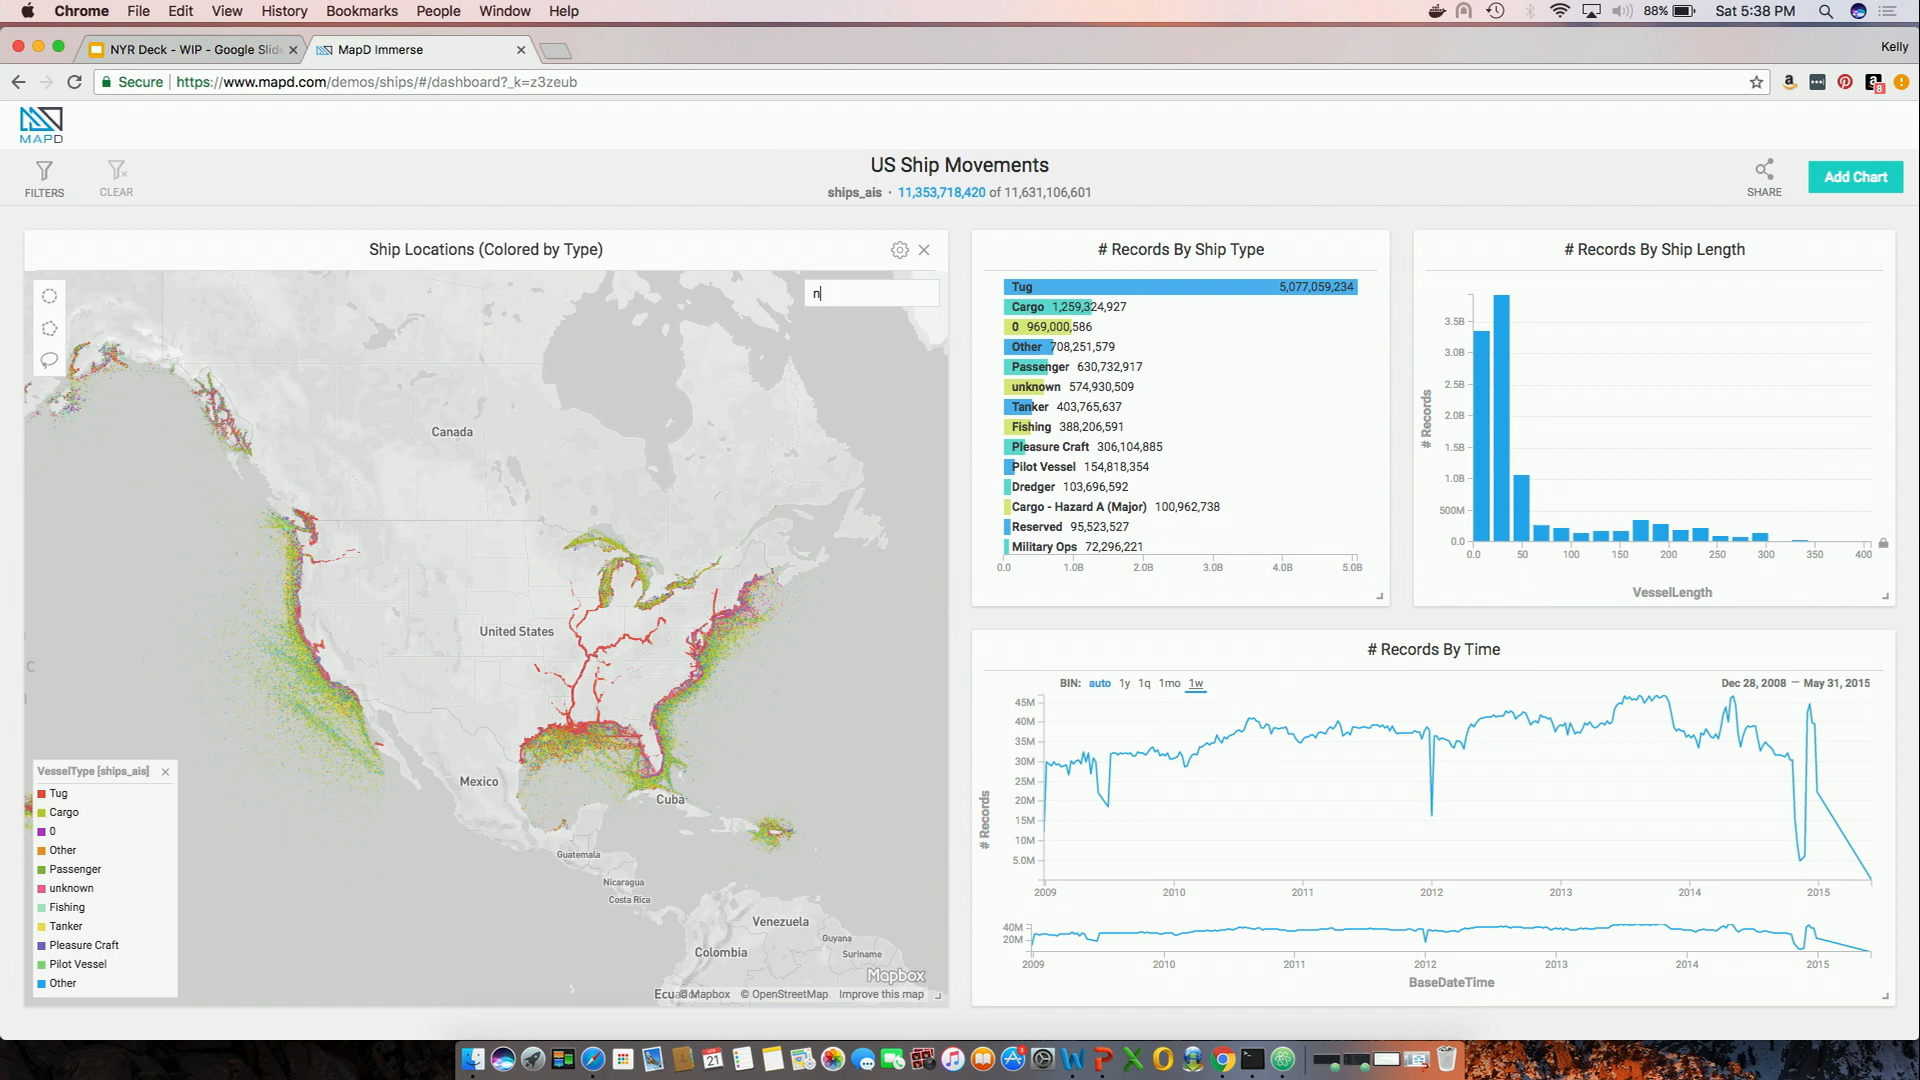 Chrome File Edit View History Bookmarks People Window Help
88% Sat 5:38 PM
NYR Deck - WIP - Google Slide
MapD Immerse
Kelly
Secure https://www.mapd.com/demos/ships/#/dashboard?_k=z3zeub
8
MAPD
FILTERS
CLEAR
US Ship Movements
ships_ais · 11,353,718,420 of 11,631,106,601
SHARE
Add Chart
Ship Locations (Colored by Type)
n
Canada
United States
Mexico
Cuba
Guatemala
Nicaragua
Costa Rica
Venezuela
Guyana
Colombia
Suriname
Mapbox
© Mapbox © OpenStreetMap Improve this map
VesselType [ships_ais]
Tug
Cargo
0
Other
Passenger
unknown
Fishing
Tanker
Pleasure Craft
Pilot Vessel
Other
# Records By Ship Type
Tug 5,077,059,234
Cargo 1,259,324,927
0 969,000,586
Other 708,251,579
Passenger 630,732,917
unknown 574,930,509
Tanker 403,765,637
Fishing 388,206,591
Pleasure Craft 306,104,885
Pilot Vessel 154,818,354
Dredger 103,696,592
Cargo - Hazard A (Major) 100,962,738
Reserved 95,523,527
Military Ops 72,296,221
0.0 1.0B 2.0B 3.0B 4.0B 5.0B
# Records By Ship Length
# Records
3.5B
3.0B
2.5B
2.0B
1.5B
1.0B
500M
0.0
0.0 50 100 150 200 250 300 350 400
VesselLength
# Records By Time
BIN: auto 1y 1q 1mo 1w
Dec 28, 2008 — May 31, 2015
# Records
45M
40M
35M
30M
25M
20M
15M
10M
5.0M
2009 2010 2011 2012 2013 2014 2015
40M
20M
2009 2010 2011 2012 2013 2014 2015
BaseDateTime
21